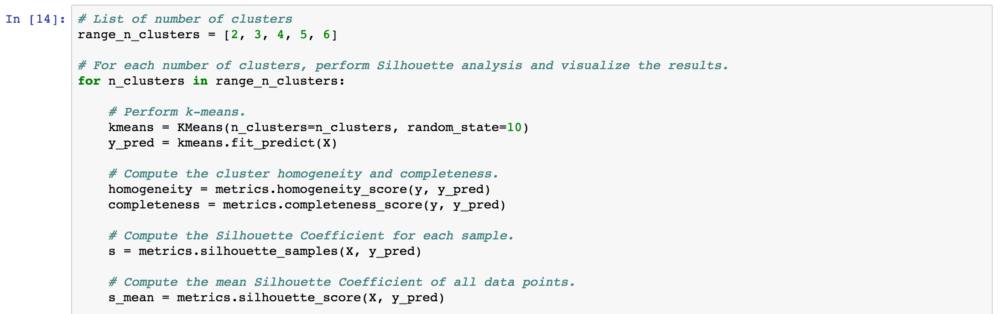 In [14]: # List of number of clusters
range_n_clusters = [2, 3, 4, 5, 6]
# For each number of clusters, perform Silhouette analysis and visualize the results.
for n_clusters in range_n_clusters:
# Perform k-means.
kmeans = KMeans(n_clusters=n_clusters, random_state=10)
y_pred = kmeans.fit_predict(X)
# Compute the cluster homogeneity and completeness.
homogeneity = metrics.homogeneity_score(y, y_pred)
completeness = metrics.completeness_score(y, y_pred)
# Compute the Silhouette Coefficient for each sample.
s = metrics.silhouette_samples(X, y_pred)
# Compute the mean Silhouette Coefficient of all data points.
s_mean = metrics.silhouette_score(X, y_pred)